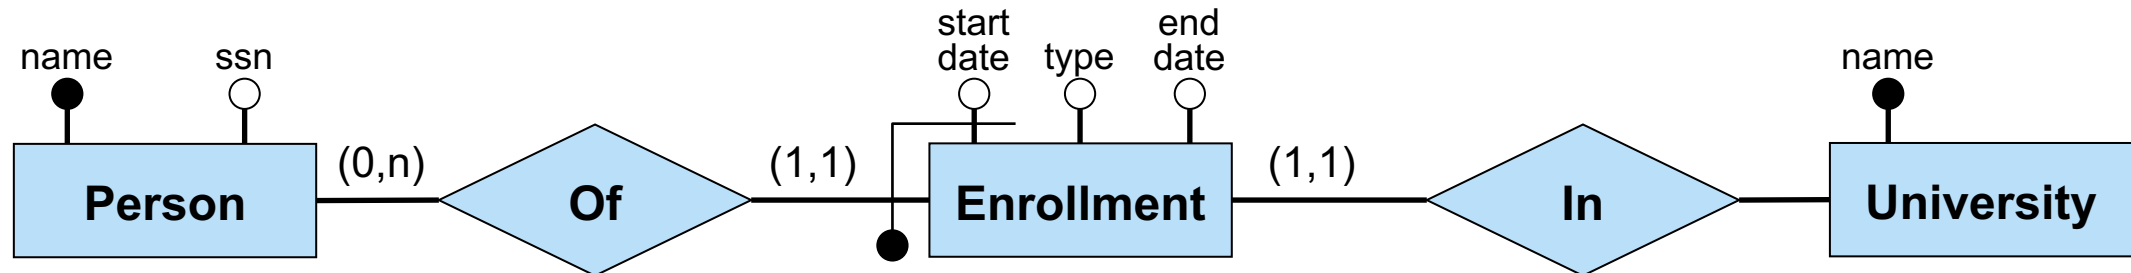 name
ssn
start
date
type
end
date
name
Person
(0,n)
Of
(1,1)
Enrollment
(1,1)
In
University